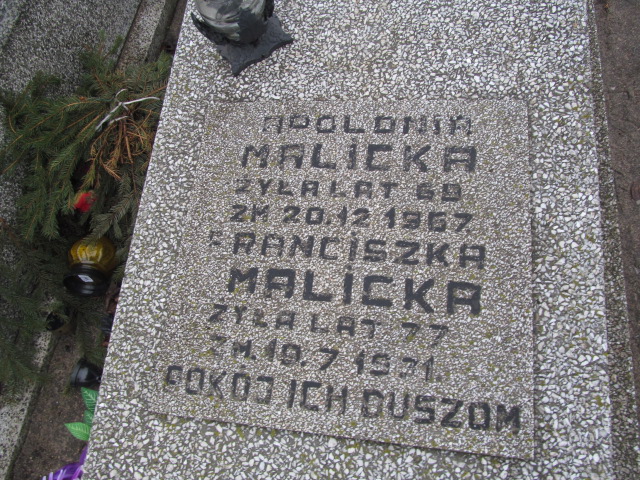 APOLONIA
MALICKA
ŻYŁA LAT 69
ZM 20.12.1967
FRANCISZKA
MALICKA
ŻYŁA LAT 77
ZM.19.7.1971.
POKÓJ ICH DUSZOM